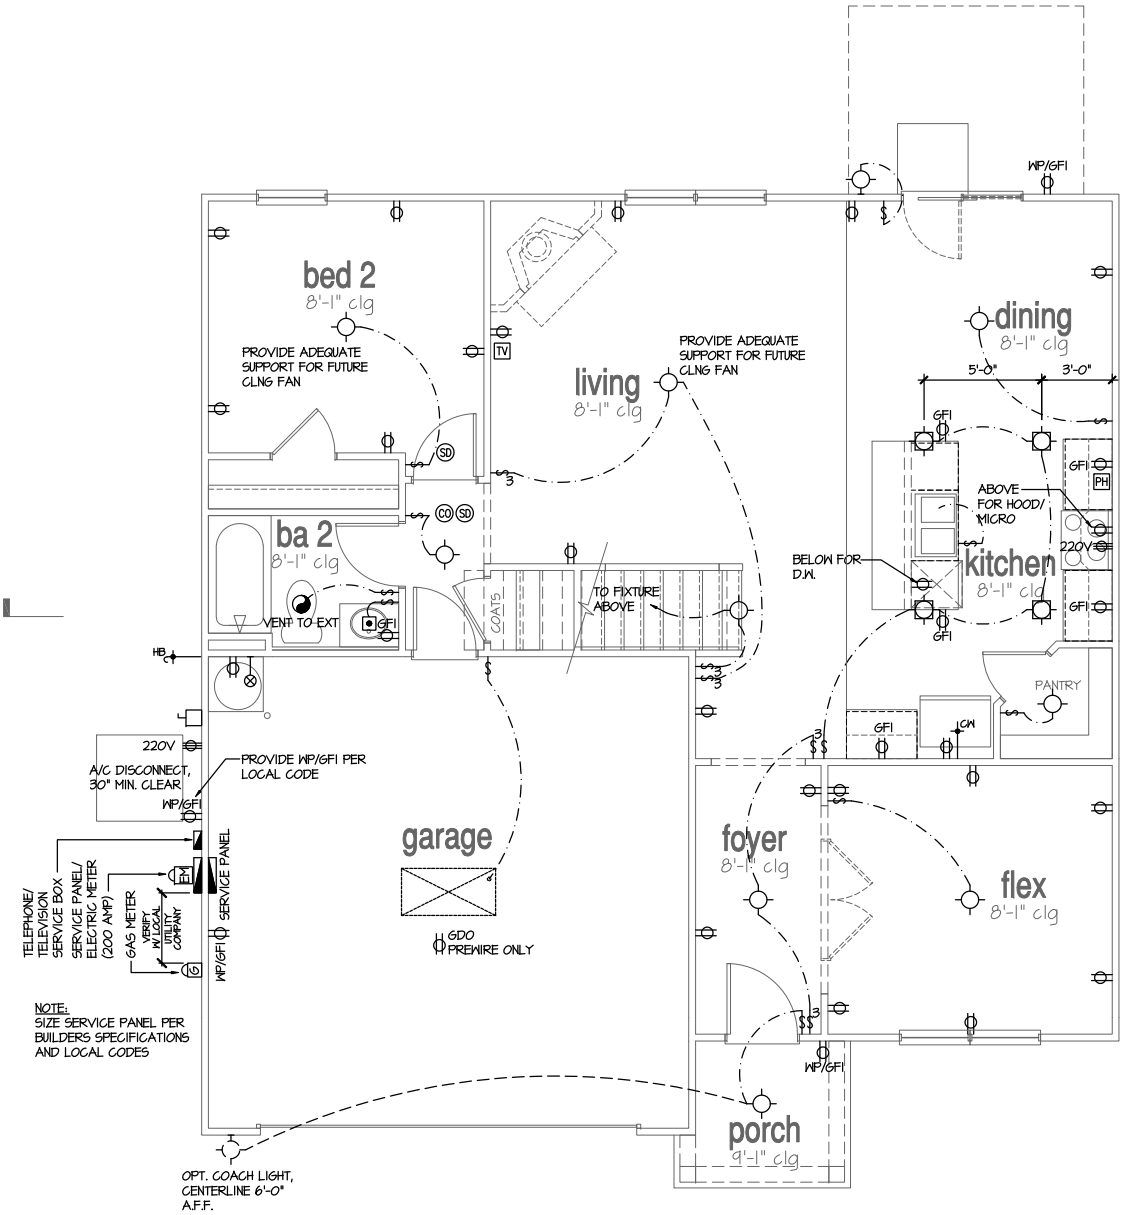 WP/GFI
bed 2
8'-1" clg
PROVIDE ADEQUATE
SUPPORT FOR FUTURE
CLNG FAN
TV
living
8'-1" clg
PROVIDE ADEQUATE
SUPPORT FOR FUTURE
CLNG FAN
dining
8'-1" clg
5'-0"
3'-0"
GFI
GFI
PH
SD
3
CO
SD
ABOVE
FOR HOOD/
MICRO
220V
BELOW FOR
D.W.
kitchen
8'-1" clg
GFI
GFI
ba 2
8'-1" clg
VENT TO EXT
GFI
COATS
TO FIXTURE
ABOVE
3
3
PANTRY
HB
GFI
CW
3
220V
A/C DISCONNECT,
30" MIN. CLEAR
WP/GFI
PROVIDE WP/GFI PER
LOCAL CODE
garage
GDO
PREWIRE ONLY
foyer
8'-1" clg
flex
8'-1" clg
TELEPHONE/
TELEVISION
SERVICE BOX
SERVICE PANEL/
ELECTRIC METER
(200 AMP)
GAS METER
VERIFY
W/ LOCAL
UTILITY
COMPANY
EM
G
SERVICE PANEL
WP/GFI
NOTE:
SIZE SERVICE PANEL PER
BUILDERS SPECIFICATIONS
AND LOCAL CODES
3
WP/GFI
porch
9'-1" clg
OPT. COACH LIGHT,
CENTERLINE 6'-0"
A.F.F.